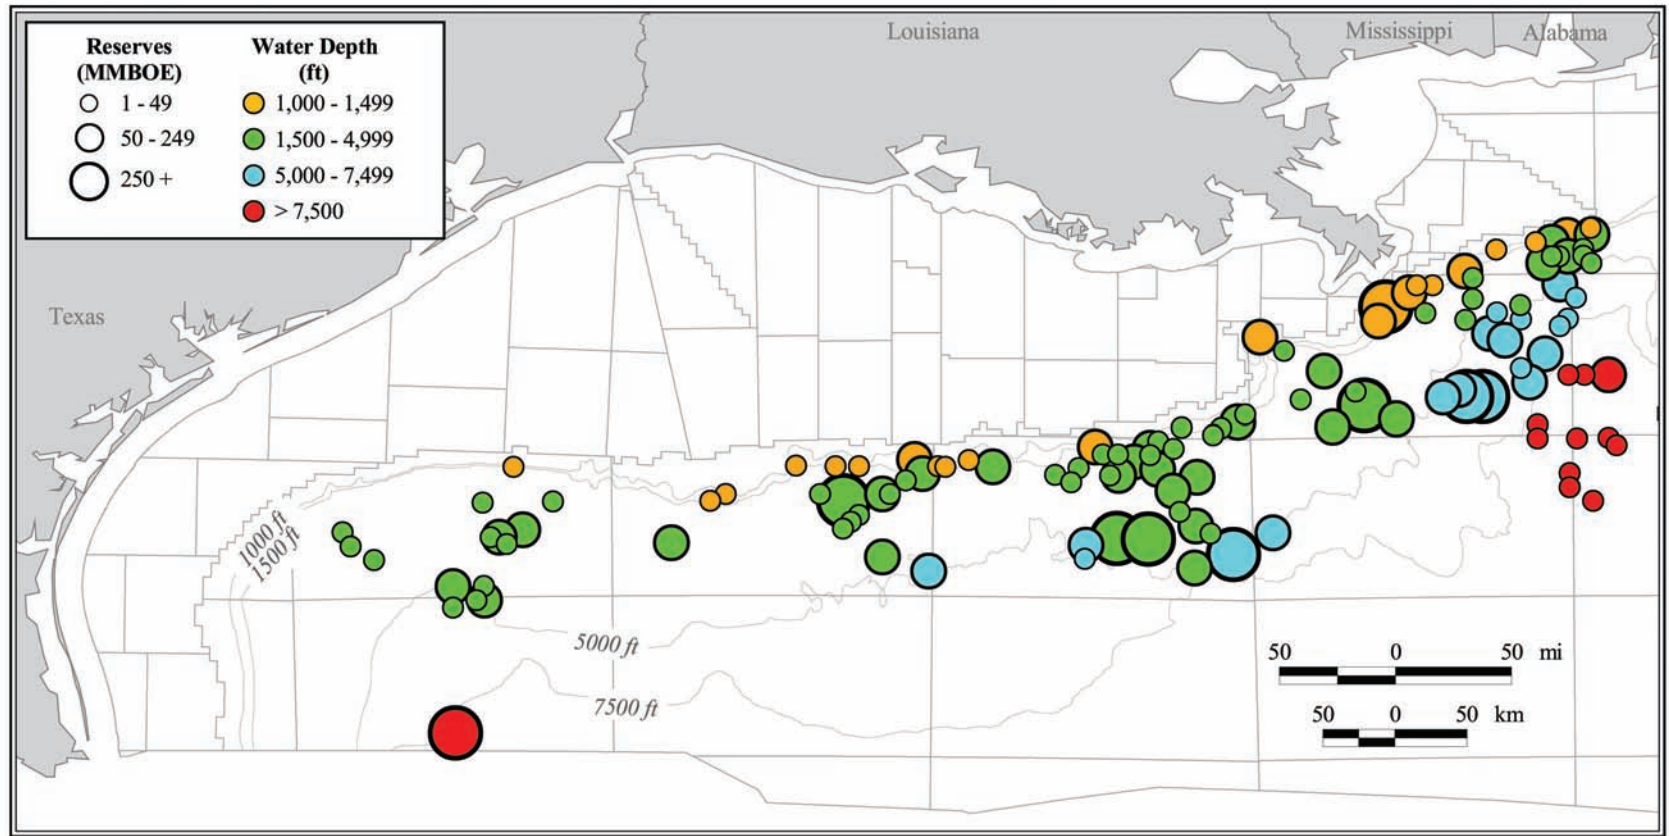 Louisiana
Mississippi
Alabama
Texas
Reserves
(MMBOE)
1 - 49
50 - 249
250 +
Water Depth
(ft)
1,000 - 1,499
1,500 - 4,999
5,000 - 7,499
> 7,500
1000 ft
1500 ft
5000 ft
7500 ft
50 0 50 mi
50 0 50 km